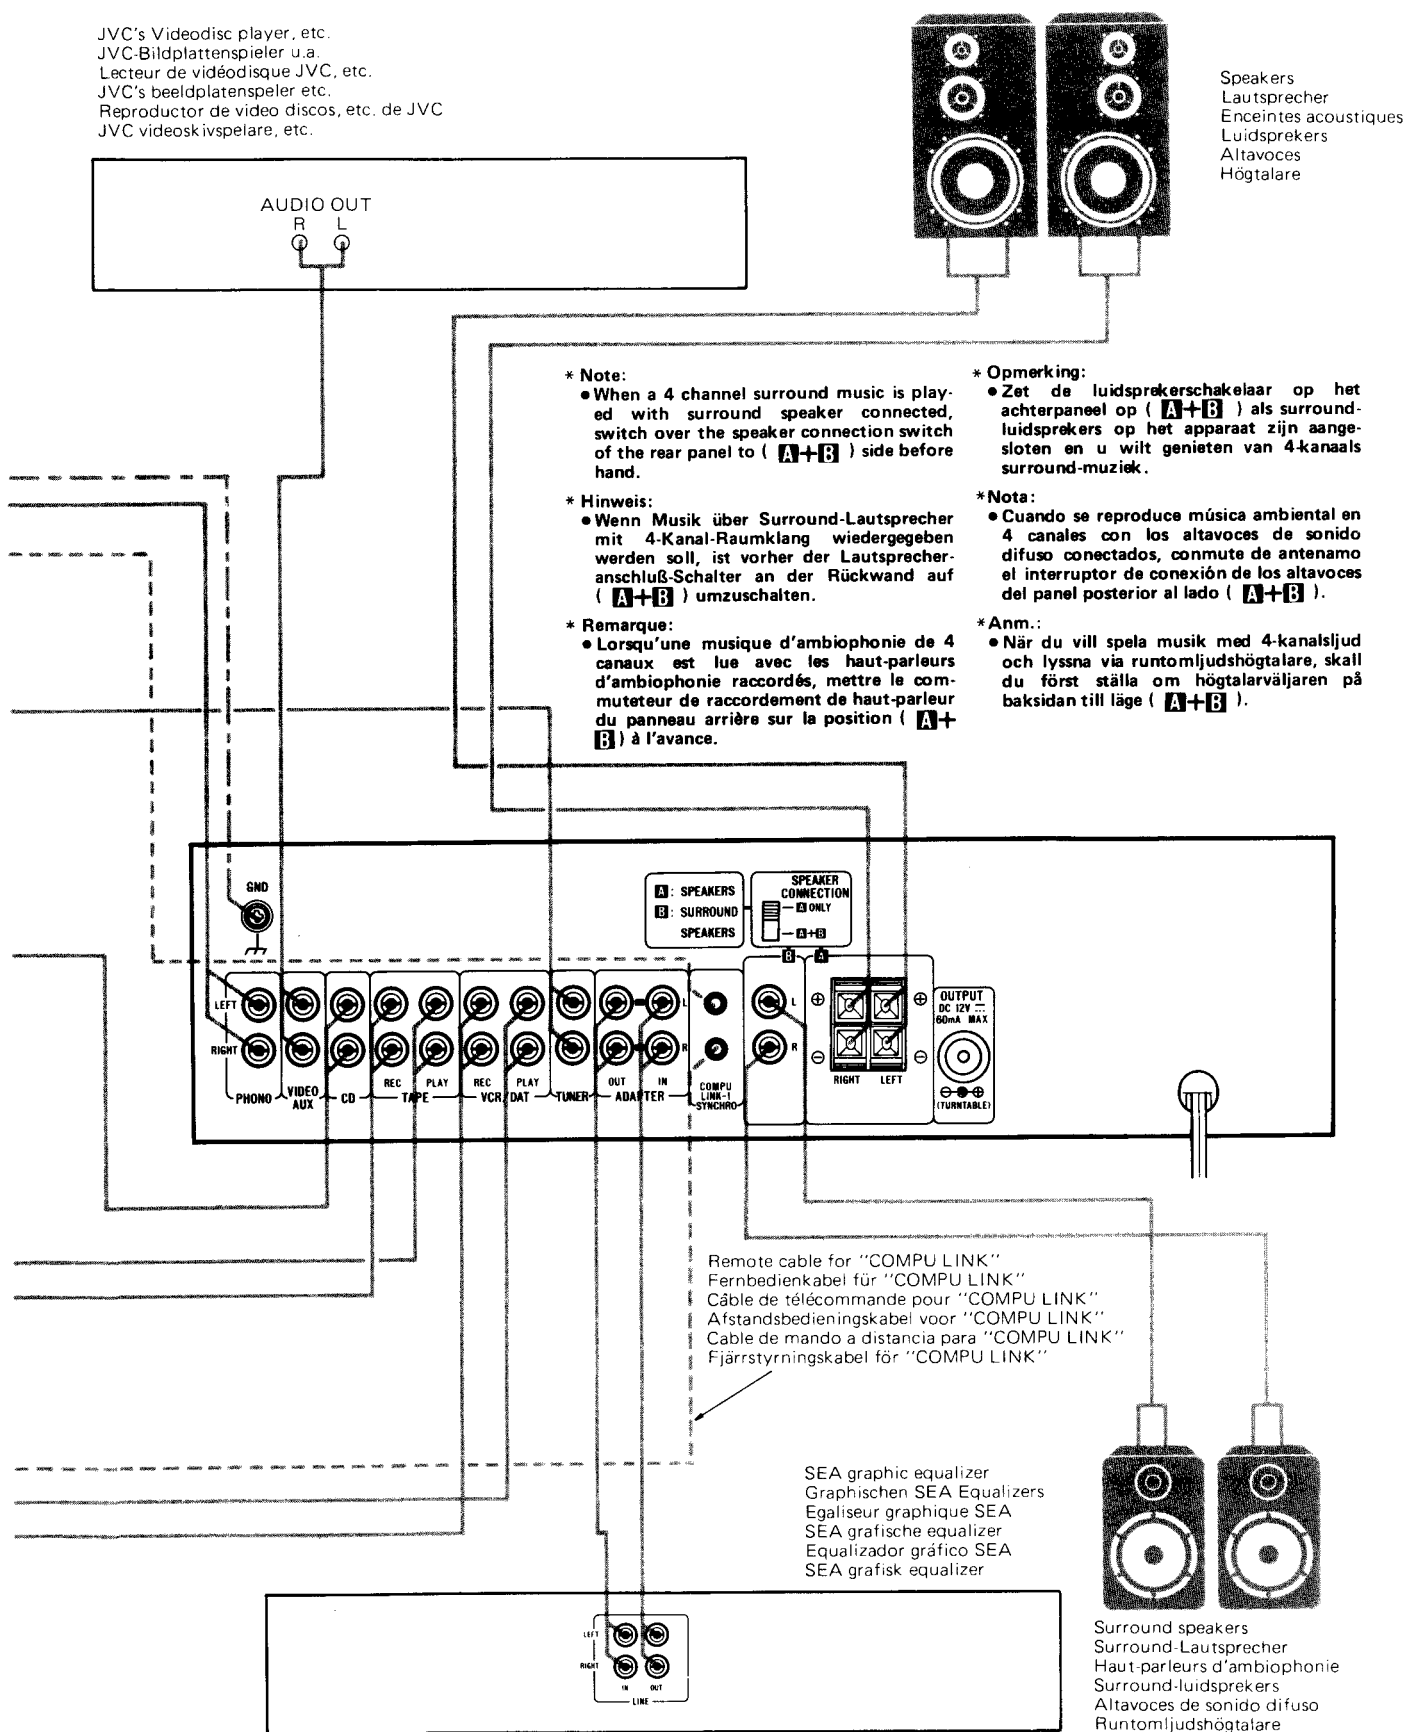 JVC's Videodisc player, etc.
JVC-Bildplattenspieler u.a.
Lecteur de vidéodisque JVC, etc.
JVC's beeldplatenspeler etc.
Reproductor de video discos, etc. de JVC
JVC videoskivspelare, etc.
AUDIO OUT
R L
Speakers
Lautsprecher
Enceintes acoustiques
Luidsprekers
Altavoces
Högtalare
* Note:
● When a 4 channel surround music is play-
ed with surround speaker connected,
switch over the speaker connection switch
of the rear panel to ( A+B ) side before
hand.
* Hinweis:
● Wenn Musik über Surround-Lautsprecher
mit 4-Kanal-Raumklang wiedergegeben
werden soll, ist vorher der Lautsprecher-
anschluß-Schalter an der Rückwand auf
( A+B ) umzuschalten.
* Remarque:
● Lorsqu'une musique d'ambiophonie de 4
canaux est lue avec les haut-parleurs
d'ambiophonie raccordés, mettre le com-
muteteur de raccordement de haut-parleur
du panneau arrière sur la position ( A+
B ) à l'avance.
* Opmerking:
● Zet de luidsprekerschakelaar op het
achterpaneel op ( A+B ) als surround-
luidsprekers op het apparaat zijn aange-
sloten en u wilt genieten van 4-kanaals
surround-muziek.
*Nota:
● Cuando se reproduce música ambiental en
4 canales con los altavoces de sonido
difuso conectados, conmute de antenamo
el interruptor de conexión de los altavoces
del panel posterior al lado ( A+B ).
*Anm.:
● När du vill spela musik med 4-kanalsljud
och lyssna via runtomljudshögtalare, skall
du först ställa om högtalarväljaren på
baksidan till läge ( A+B ).
GND
A: SPEAKERS
B: SURROUND
SPEAKERS
SPEAKER
CONNECTION
A ONLY
A+B
B A
LEFT
RIGHT
PHONO
VIDEO
AUX
CD
REC PLAY
TAPE
REC PLAY
VCR/DAT
TUNER
L
R
OUT IN
ADAPTER
COMPU
LINK-1
SYNCHRO
L
R
⊕ ⊕
⊖ ⊖
RIGHT LEFT
OUTPUT
DC 12V
60mA MAX
(TURNTABLE)
Remote cable for "COMPU LINK"
Fernbedienkabel für "COMPU LINK"
Câble de télécommande pour "COMPU LINK"
Afstandsbedieningskabel voor "COMPU LINK"
Cable de mando a distancia para "COMPU LINK"
Fjärrstyrningskabel för "COMPU LINK"
SEA graphic equalizer
Graphischen SEA Equalizers
Egaliseur graphique SEA
SEA grafische equalizer
Equalizador gráfico SEA
SEA grafisk equalizer
LEFT
RIGHT
IN OUT
LINE
Surround speakers
Surround-Lautsprecher
Haut-parleurs d'ambiophonie
Surround-luidsprekers
Altavoces de sonido difuso
Runtomljudshögtalare